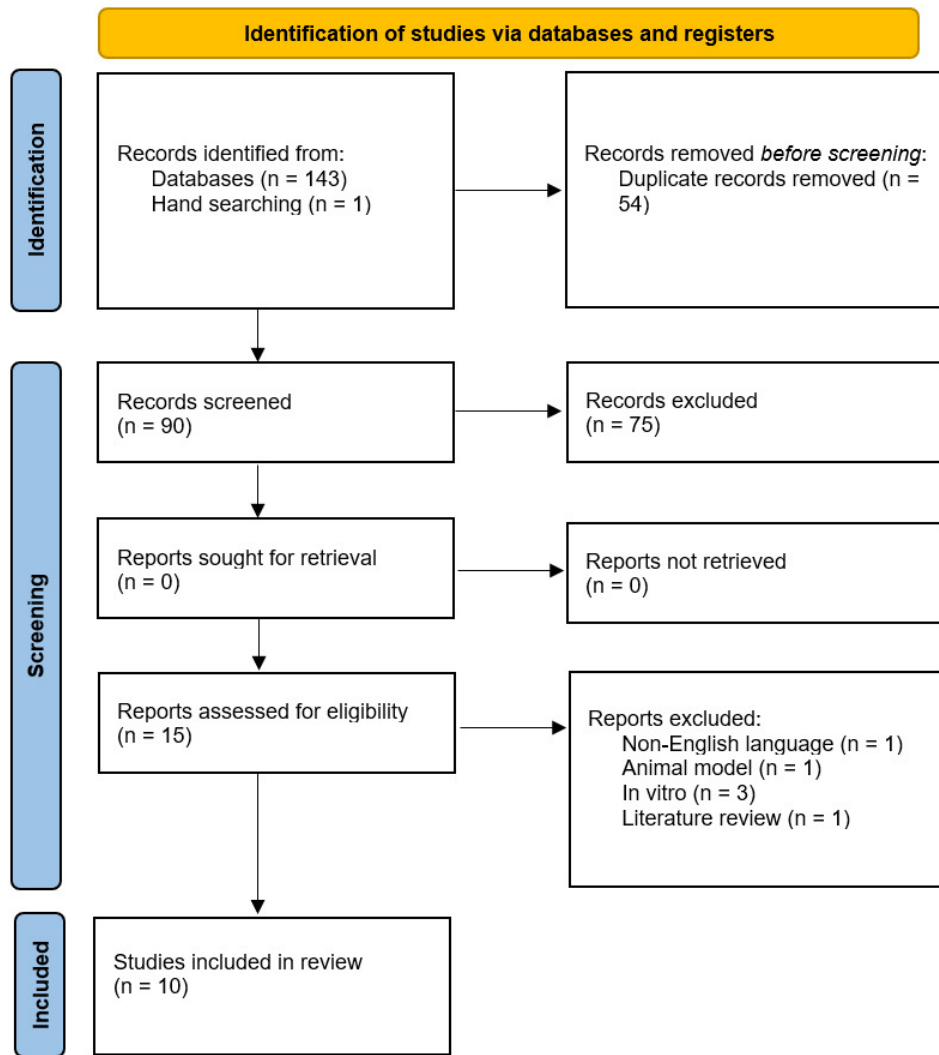 Identification of studies via databases and registers
Identification
Records identified from:
Databases (n = 143)
Hand searching (n = 1)
Records removed before screening:
Duplicate records removed (n =
54)
Screening
Records screened
(n = 90)
Records excluded
(n = 75)
Reports sought for retrieval
(n = 0)
Reports not retrieved
(n = 0)
Reports assessed for eligibility
(n = 15)
Reports excluded:
Non-English language (n = 1)
Animal model (n = 1)
In vitro (n = 3)
Literature review (n = 1)
Included
Studies included in review
(n = 10)